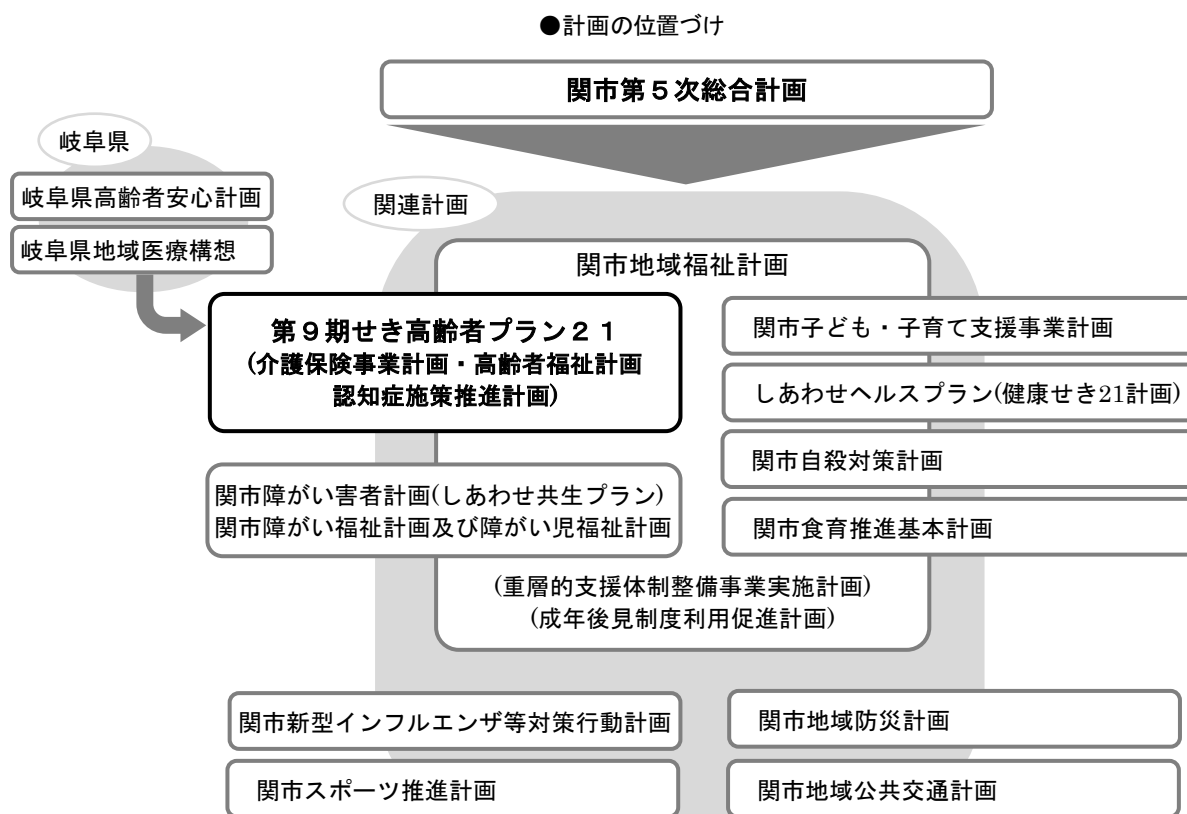 ●計画の位置づけ
関市第５次総合計画
岐阜県
岐阜県高齢者安心計画
岐阜県地域医療構想
関連計画
関市地域福祉計画
第９期せき高齢者プラン２１
(介護保険事業計画・高齢者福祉計画
認知症施策推進計画)
関市障がい害者計画(しあわせ共生プラン)
関市障がい福祉計画及び障がい児福祉計画
関市子ども・子育て支援事業計画
しあわせヘルスプラン(健康せき21計画)
関市自殺対策計画
関市食育推進基本計画
(重層的支援体制整備事業実施計画)
(成年後見制度利用促進計画)
関市新型インフルエンザ等対策行動計画
関市地域防災計画
関市スポーツ推進計画
関市地域公共交通計画